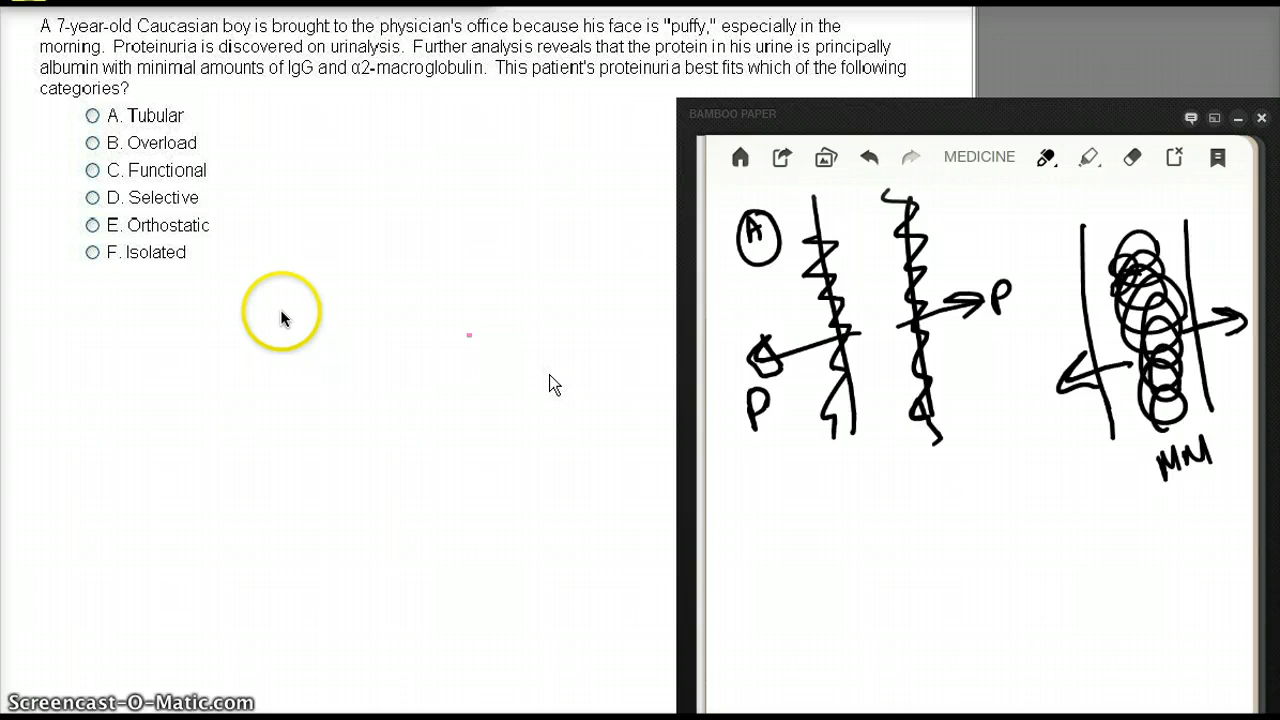 A 7-year-old Caucasian boy is brought to the physician's office because his face is "puffy," especially in the
morning. Proteinuria is discovered on urinalysis. Further analysis reveals that the protein in his urine is principally
albumin with minimal amounts of IgG and α2-macroglobulin. This patient's proteinuria best fits which of the following
categories?
A. Tubular
B. Overload
C. Functional
D. Selective
E. Orthostatic
F. Isolated
BAMBOO PAPER
MEDICINE
A
P
P
MM
Screencast-O-Matic.com